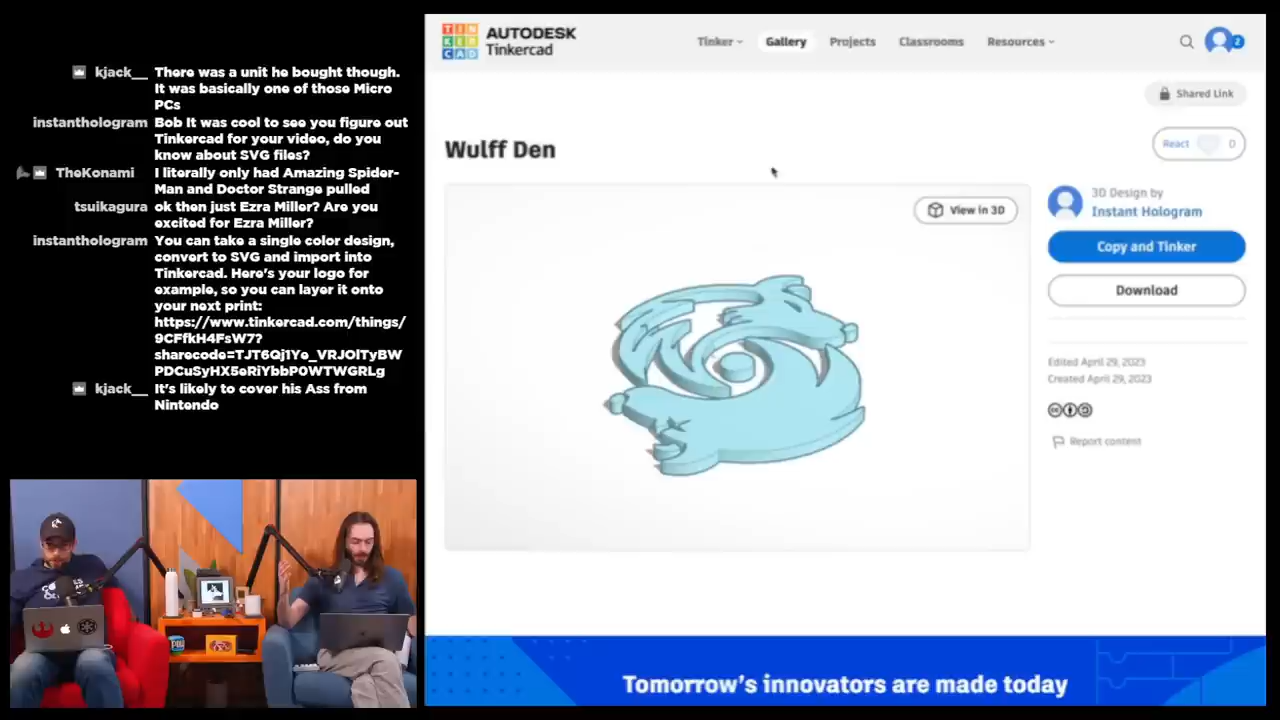 kjack__ There was a unit he bought though.
It was basically one of those Micro
PCs
instanthologram Bob It was cool to see you figure out
Tinkercad for your video, do you
know about SVG files?
TheKonami I literally only had Amazing Spider-
Man and Doctor Strange pulled
tsuikagura ok then just Ezra Miller? Are you
excited for Ezra Miller?
instanthologram You can take a single color design,
convert to SVG and import into
Tinkercad. Here's your logo for
example, so you can layer it onto
your next print:
https://www.tinkercad.com/things/
9CFfkH4FsW7?
sharecode=TJT6Qj1Ye_VRJOlTyBW
PDCuSyHX5eRiYbbP0WTWGRLg
kjack__ It's likely to cover his Ass from
Nintendo
TINKERCAD
AUTODESK
Tinkercad
Tinker
Gallery
Projects
Classrooms
Resources
2
Shared Link
Wulff Den
React 0
View in 3D
3D Design by
Instant Hologram
Copy and Tinker
Download
Edited April 29, 2023
Created April 29, 2023
Report content
Tomorrow's innovators are made today